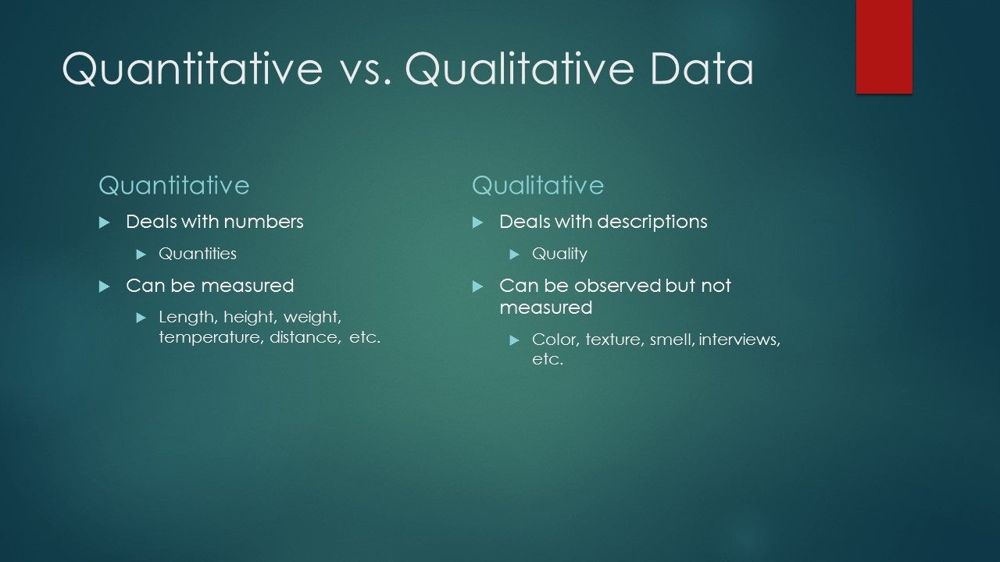 Quantitative vs. Qualitative Data
Quantitative
Deals with numbers
Quantities
Can be measured
Length, height, weight,
temperature, distance, etc.
Qualitative
Deals with descriptions
Quality
Can be observed but not
measured
Color, texture, smell, interviews,
etc.